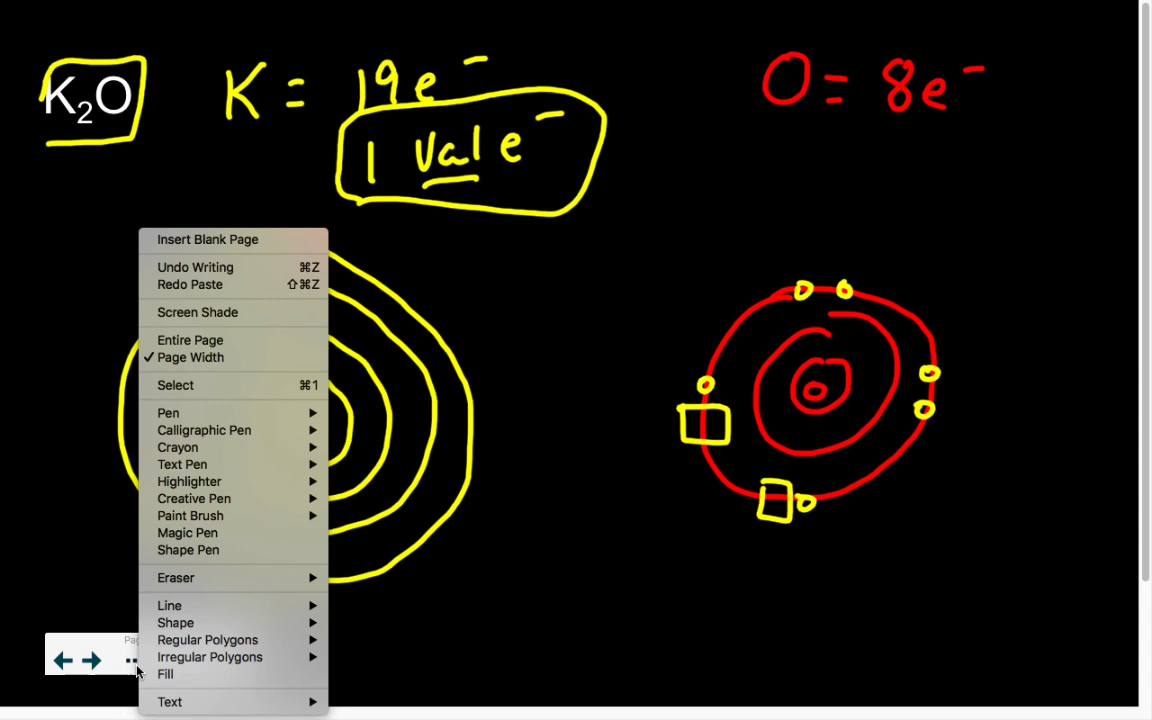 K₂O
K = 19e⁻
1 Val e⁻
O = 8e⁻
Insert Blank Page
Undo Writing ⌘Z
Redo Paste ⇧⌘Z
Screen Shade
Entire Page
✓ Page Width
Select ⌘1
Pen
Calligraphic Pen
Crayon
Text Pen
Highlighter
Creative Pen
Paint Brush
Magic Pen
Shape Pen
Eraser
Line
Shape
Regular Polygons
Irregular Polygons
Fill
Text